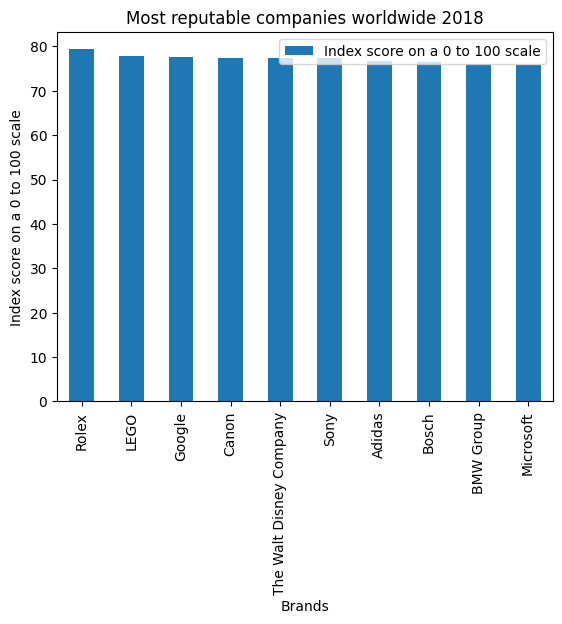 Most reputable companies worldwide 2018
Index score on a 0 to 100 scale
Index score on a 0 to 100 scale
80
70
60
50
40
30
20
10
0
Rolex
LEGO
Google
Canon
The Walt Disney Company
Sony
Adidas
Bosch
BMW Group
Microsoft
Brands